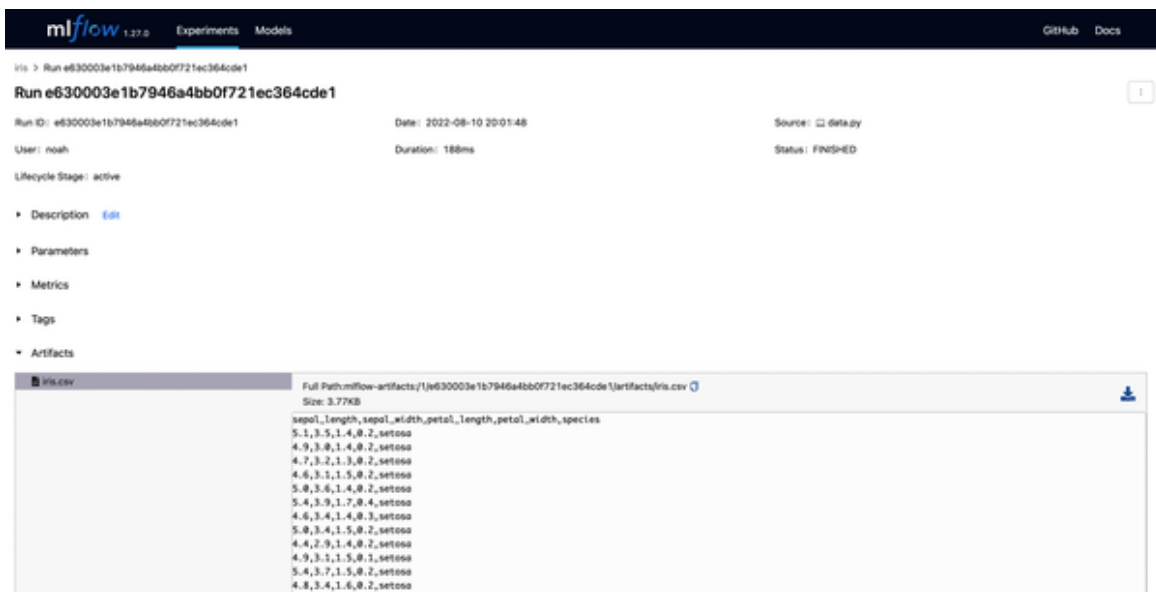 mlflow 1.27.0 Experiments Models GitHub Docs
iris > Run e630003e1b7946a4bb0f721ec364cde1
Run e630003e1b7946a4bb0f721ec364cde1
Run ID: e630003e1b7946a4bb0f721ec364cde1 Date: 2022-08-10 20:01:48 Source: data.py
User: noah Duration: 188ms Status: FINISHED
Lifecycle Stage: active
Description Edit
Parameters
Metrics
Tags
Artifacts
iris.csv
Full Path:mlflow-artifacts:/1/e630003e1b7946a4bb0f721ec364cde1/artifacts/iris.csv
Size: 3.77KB
sepal_length,sepal_width,petal_length,petal_width,species
5.1,3.5,1.4,0.2,setosa
4.9,3.0,1.4,0.2,setosa
4.7,3.2,1.3,0.2,setosa
4.6,3.1,1.5,0.2,setosa
5.0,3.6,1.4,0.2,setosa
5.4,3.9,1.7,0.4,setosa
4.6,3.4,1.4,0.3,setosa
5.0,3.4,1.5,0.2,setosa
4.4,2.9,1.4,0.2,setosa
4.9,3.1,1.5,0.1,setosa
5.4,3.7,1.5,0.2,setosa
4.8,3.4,1.6,0.2,setosa